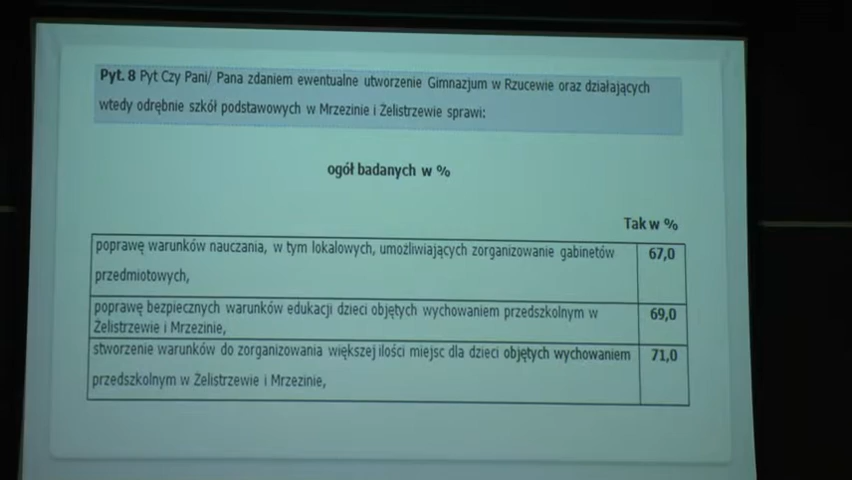 Pyt. 8 Pyt Czy Pani/ Pana zdaniem ewentualne utworzenie Gimnazjum w Rzucewie oraz działających
wtedy odrębnie szkół podstawowych w Mrzezinie i Żelistrzewie sprawi:
ogół badanych w %
Tak w %
poprawę warunków nauczania, w tym lokalowych, umożliwiających zorganizowanie gabinetów 67,0
przedmiotowych,
poprawę bezpiecznych warunków edukacji dzieci objętych wychowaniem przedszkolnym w 69,0
Żelistrzewie i Mrzezinie,
stworzenie warunków do zorganizowania większej ilości miejsc dla dzieci objętych wychowaniem 71,0
przedszkolnym w Żelistrzewie i Mrzezinie,